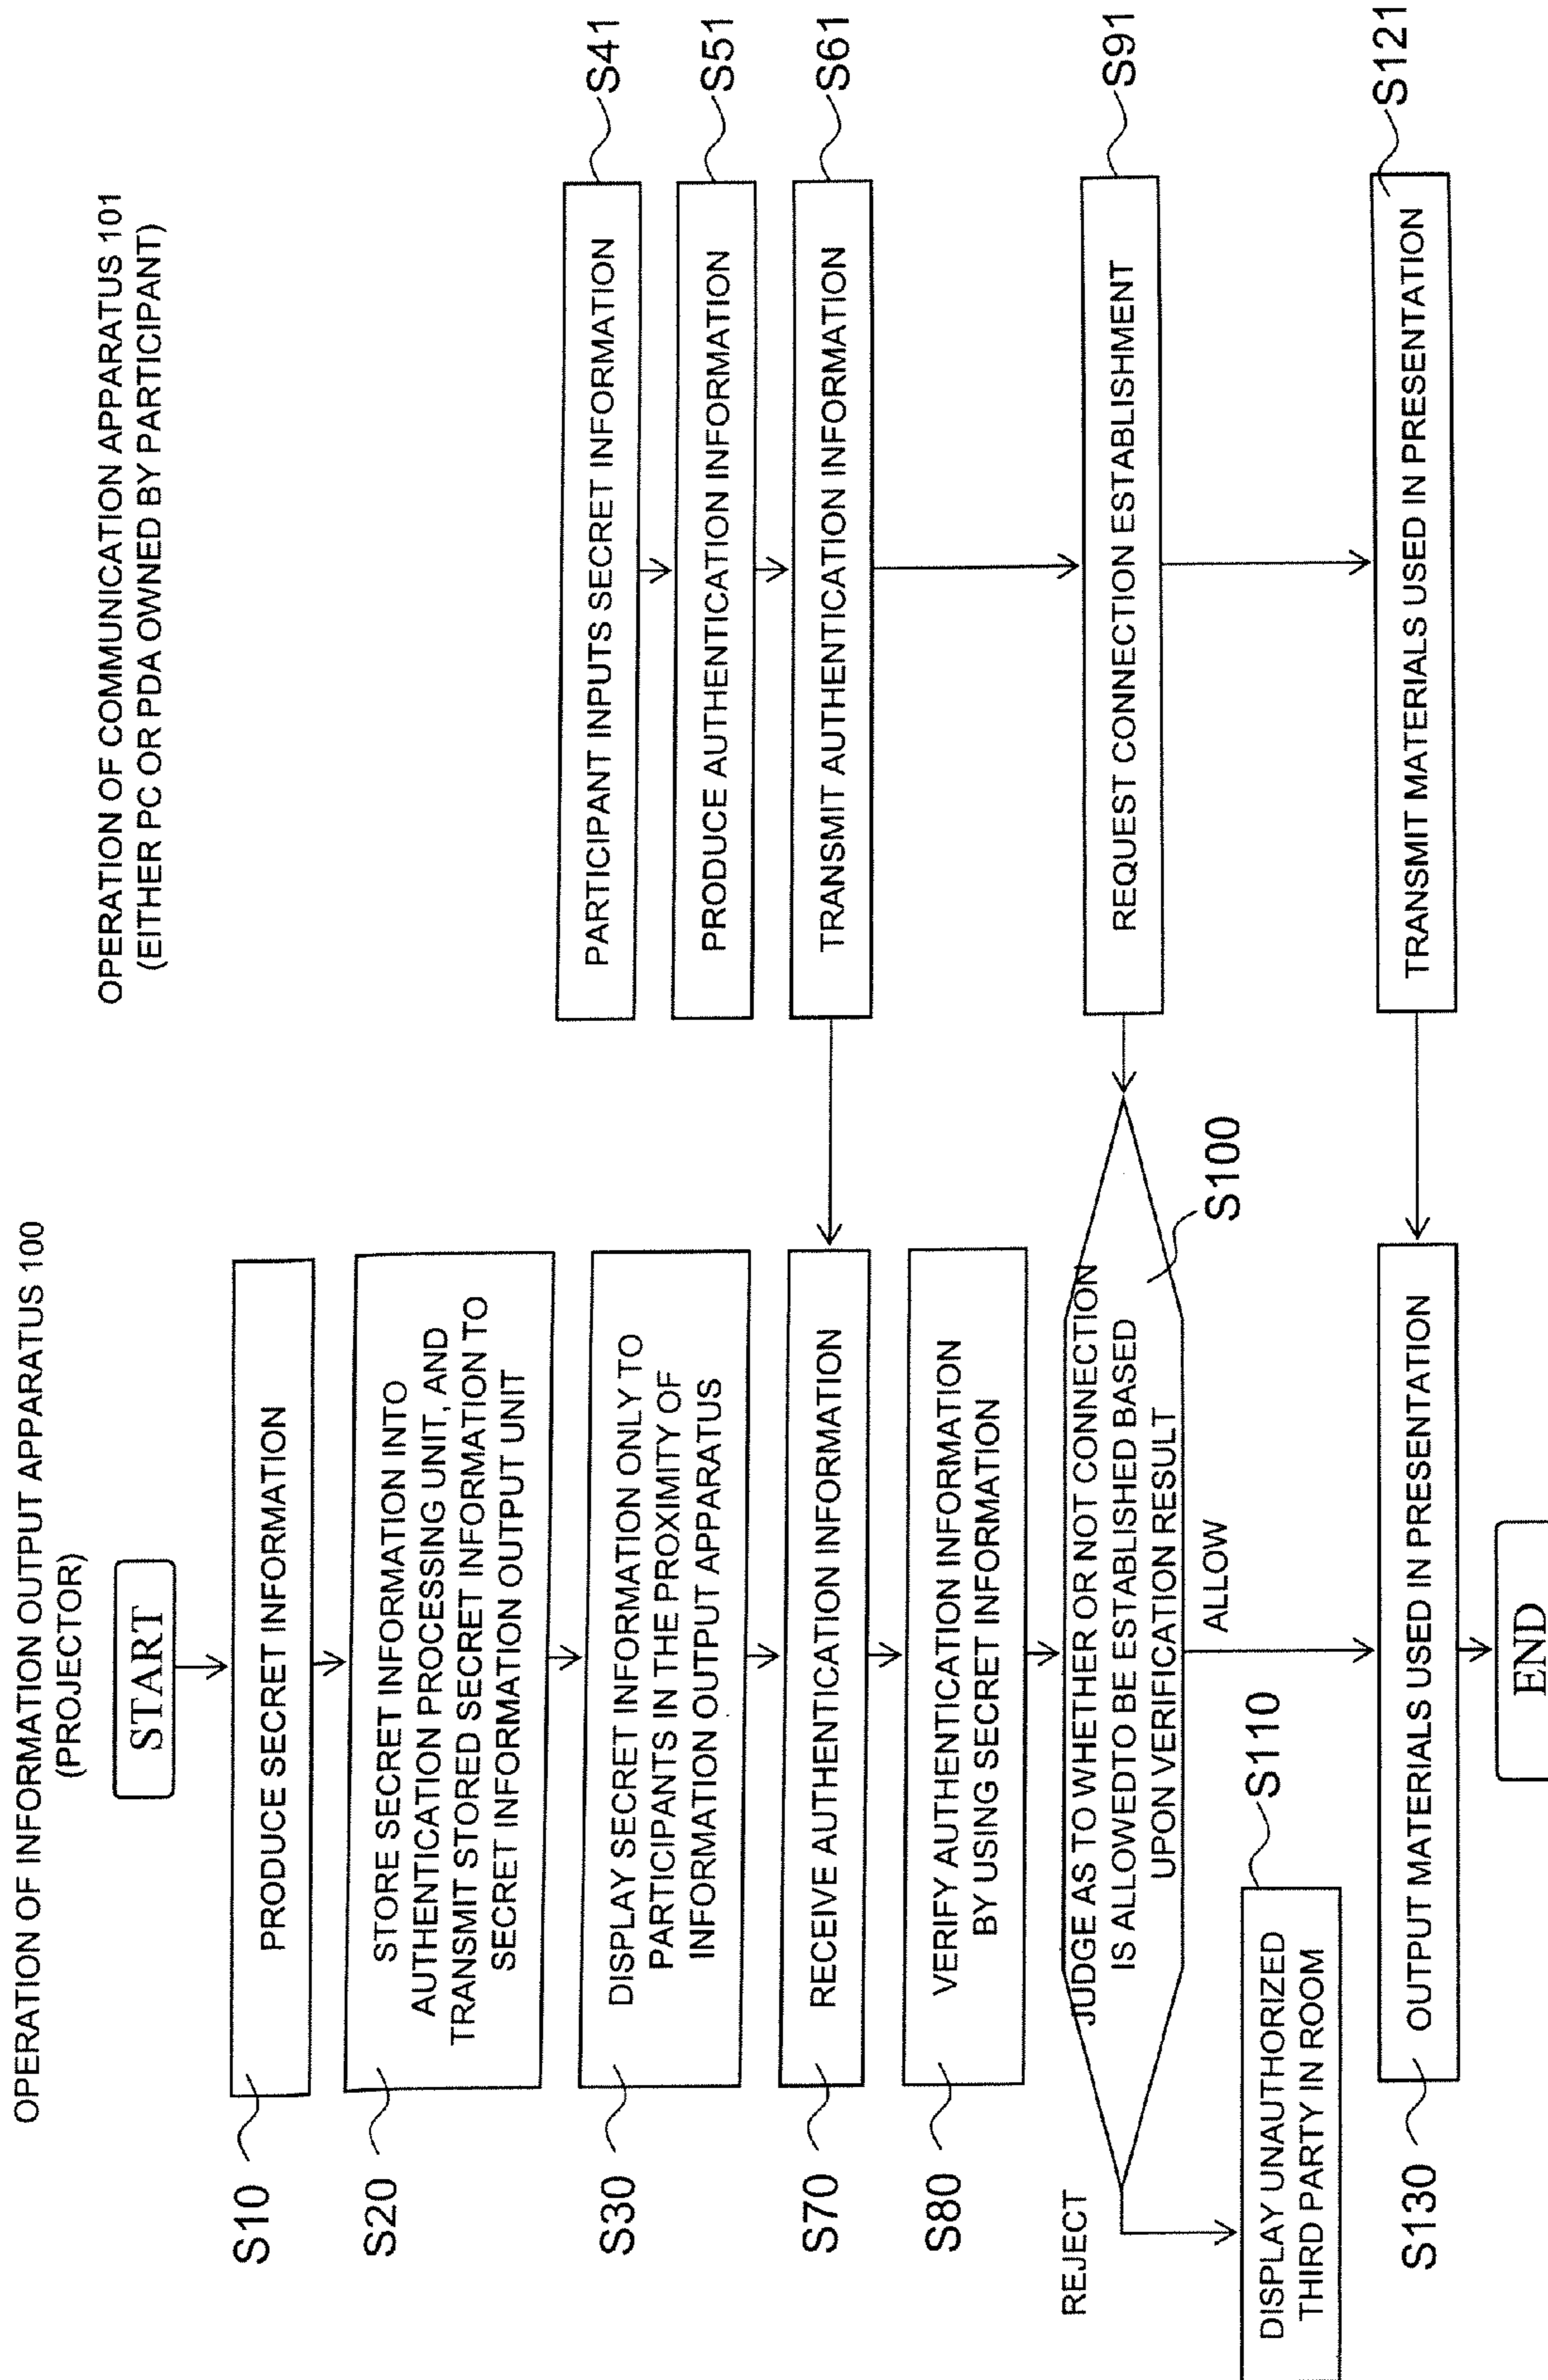 OPERATION OF INFORMATION OUTPUT APPARATUS 100
(PROJECTOR)
START
S10
PRODUCE SECRET INFORMATION
S20
STORE SECRET INFORMATION INTO
AUTHENTICATION PROCESSING UNIT, AND
TRANSMIT STORED SECRET INFORMATION TO
SECRET INFORMATION OUTPUT UNIT
S30
DISPLAY SECRET INFORMATION ONLY TO
PARTICIPANTS IN THE PROXIMITY OF
INFORMATION OUTPUT APPARATUS
S70
RECEIVE AUTHENTICATION INFORMATION
S80
VERIFY AUTHENTICATION INFORMATION
BY USING SECRET INFORMATION
JUDGE AS TO WHETHER OR NOT CONNECTION
IS ALLOWEDTO BE ESTABLISHED BASED
UPON VERIFICATION RESULT
S100
REJECT
ALLOW
S110
DISPLAY UNAUTHORIZED
THIRD PARTY IN ROOM
S130
OUTPUT MATERIALS USED IN PRESENTATION
END
OPERATION OF COMMUNICATION APPARATUS 101
(EITHER PC OR PDA OWNED BY PARTICIPANT)
PARTICIPANT INPUTS SECRET INFORMATION
S41
PRODUCE AUTHENTICATION INFORMATION
S51
TRANSMIT AUTHENTICATION INFORMATION
S61
REQUEST CONNECTION ESTABLISHMENT
S91
TRANSMIT MATERIALS USED IN PRESENTATION
S121